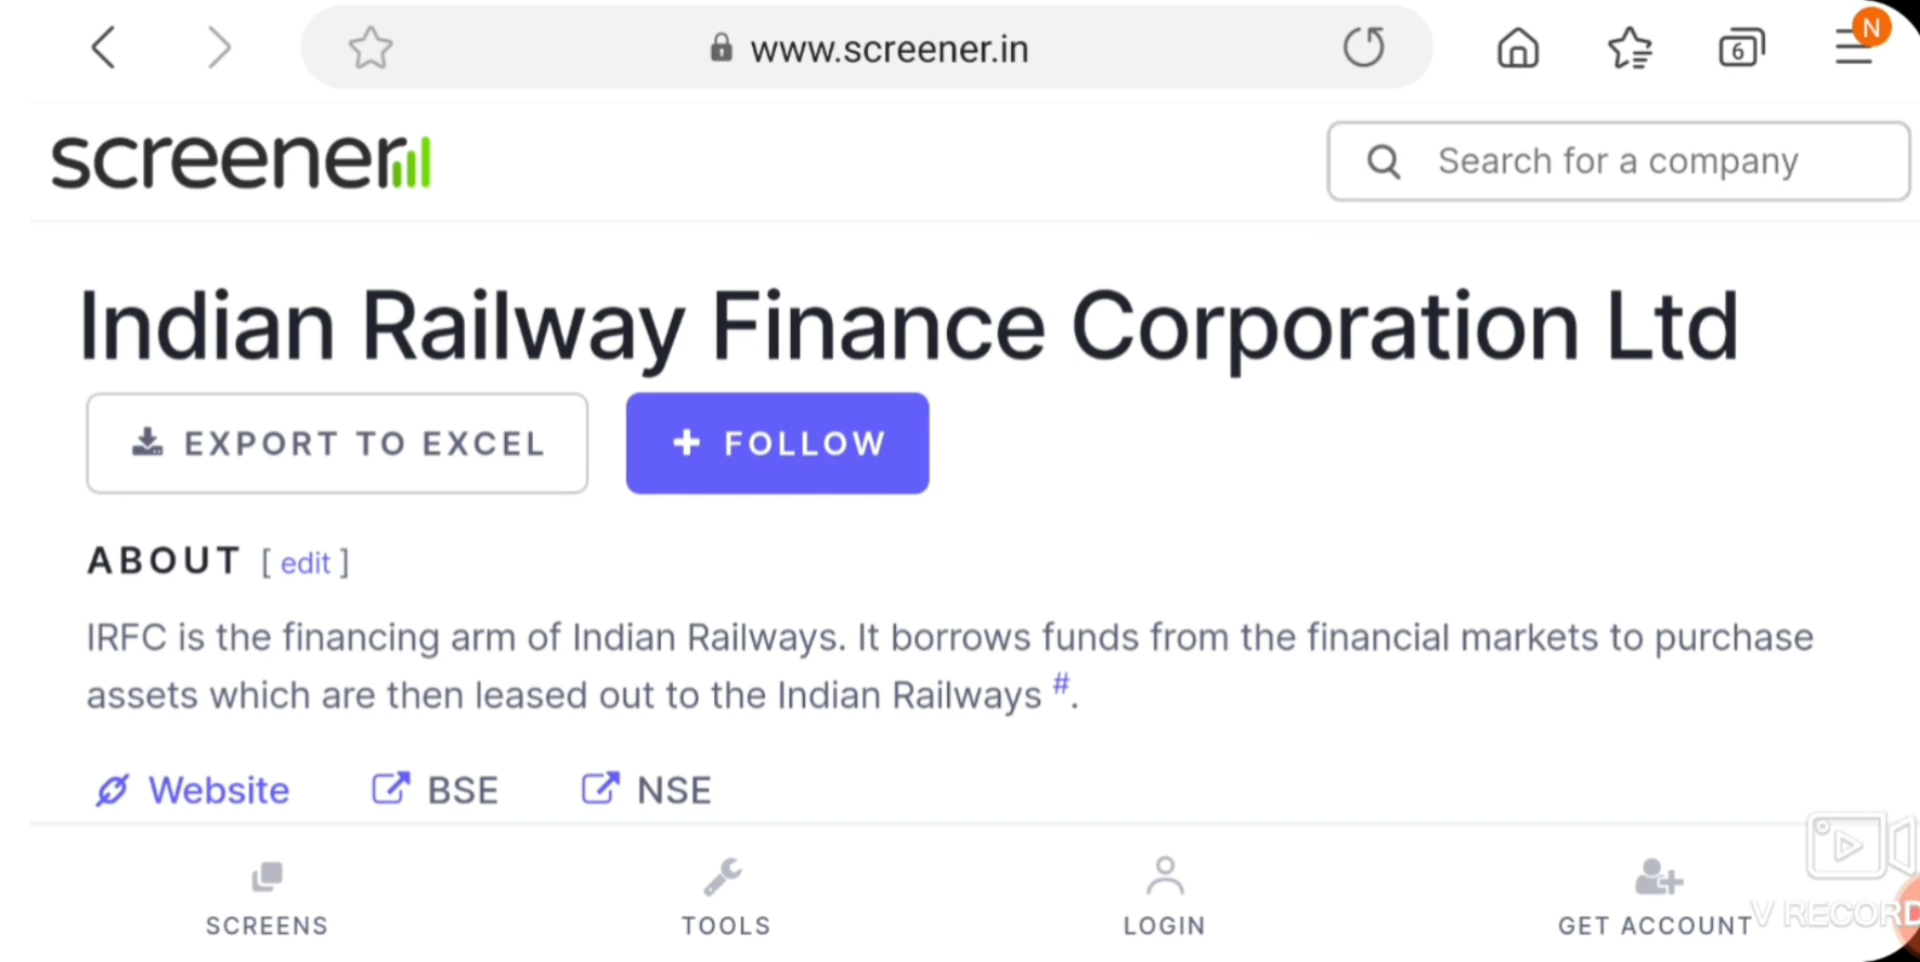 www.screener.in
6
N
screener
Search for a company
Indian Railway Finance Corporation Ltd
EXPORT TO EXCEL
+ FOLLOW
ABOUT [ edit ]
IRFC is the financing arm of Indian Railways. It borrows funds from the financial markets to purchase
assets which are then leased out to the Indian Railways #.
Website BSE NSE
SCREENS TOOLS LOGIN GET ACCOUNT
V RECORD